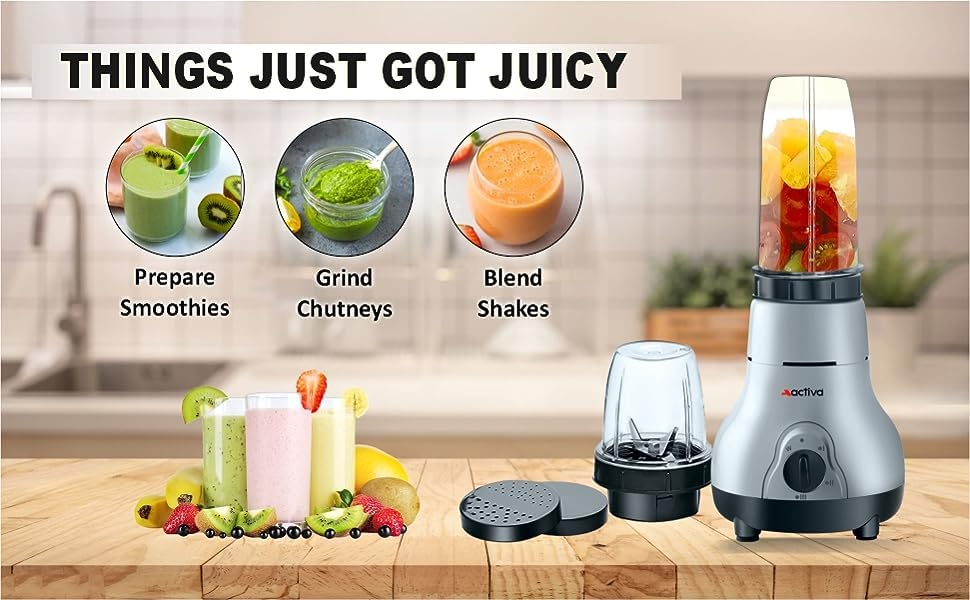 THINGS JUST GOT JUICY
Prepare
Smoothies
Grind
Chutneys
Blend
Shakes
activa